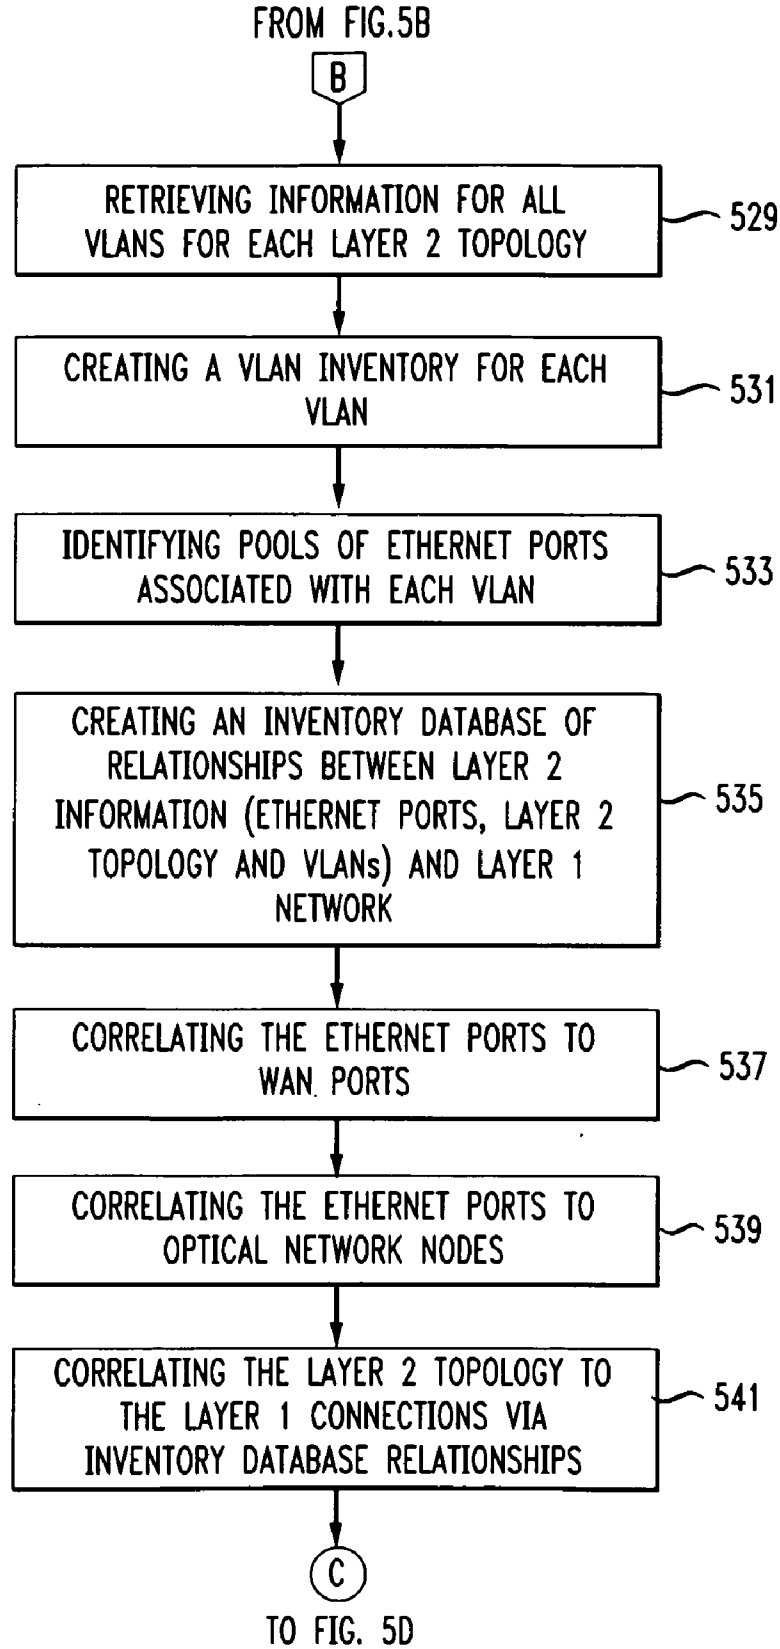 FROM FIG.5B
B
RETRIEVING INFORMATION FOR ALL
VLANS FOR EACH LAYER 2 TOPOLOGY
529
CREATING A VLAN INVENTORY FOR EACH
VLAN
531
IDENTIFYING POOLS OF ETHERNET PORTS
ASSOCIATED WITH EACH VLAN
533
CREATING AN INVENTORY DATABASE OF
RELATIONSHIPS BETWEEN LAYER 2
INFORMATION (ETHERNET PORTS, LAYER 2
TOPOLOGY AND VLANs) AND LAYER 1
NETWORK
535
CORRELATING THE ETHERNET PORTS TO
WAN PORTS
537
CORRELATING THE ETHERNET PORTS TO
OPTICAL NETWORK NODES
539
CORRELATING THE LAYER 2 TOPOLOGY TO
THE LAYER 1 CONNECTIONS VIA
INVENTORY DATABASE RELATIONSHIPS
541
C
TO FIG. 5D